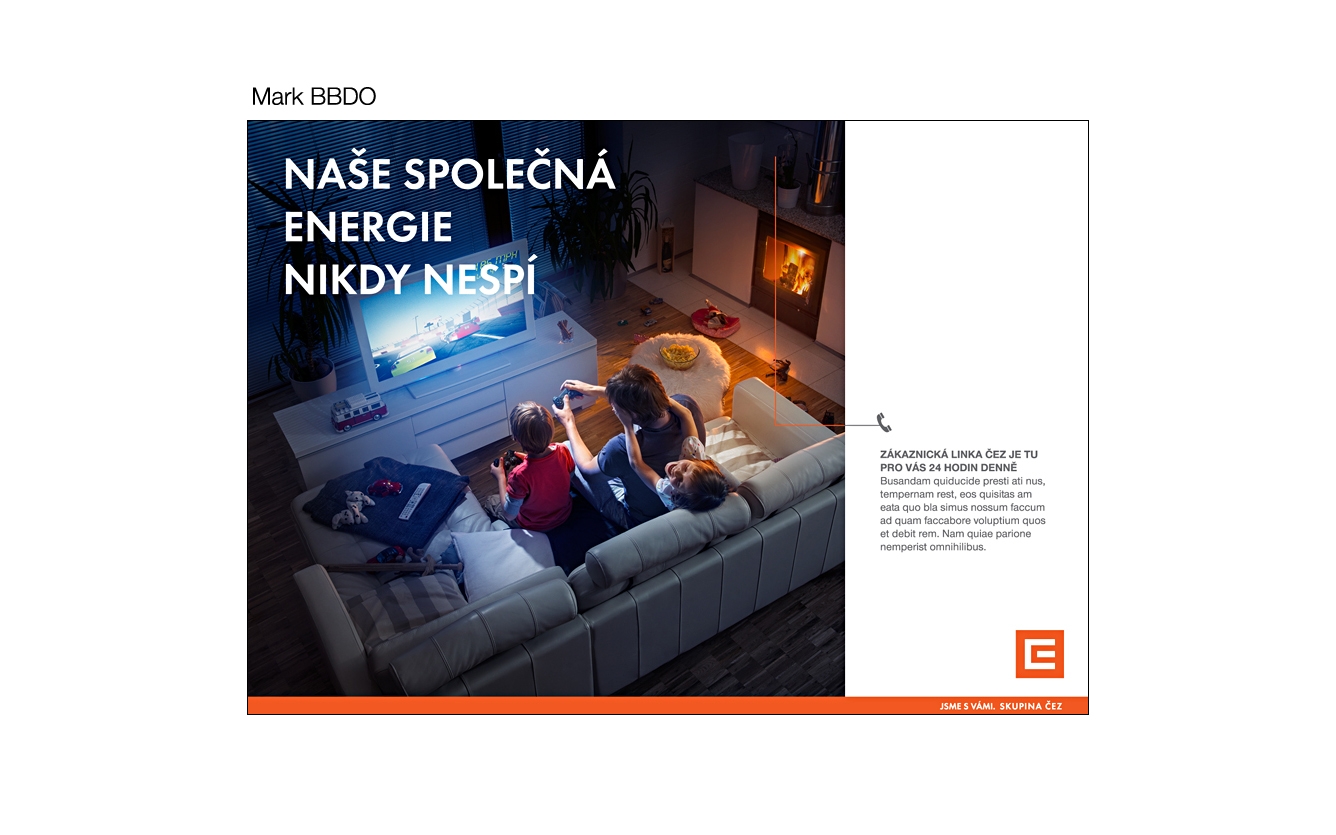 Mark BBDO
NAŠE SPOLEČNÁ
ENERGIE
NIKDY NESPÍ
ZÁKAZNICKÁ LINKA ČEZ JE TU
PRO VÁS 24 HODIN DENNĚ
Busandam quiducide presti ati nus,
tempernam rest, eos quisitas am
eata quo bla simus nossum faccum
ad quam faccabore voluptium quos
et debit rem. Nam quiae parione
nemperist omnihilibus.
JSME S VÁMI. SKUPINA ČEZ